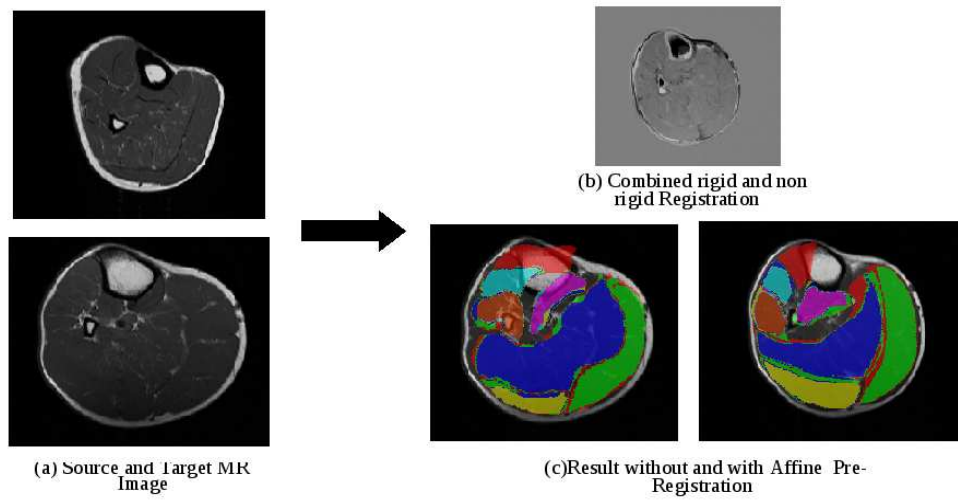 (b) Combined rigid and non
rigid Registration
(a) Source and Target MR
Image
(c)Result without and with Affine Pre-
Registration